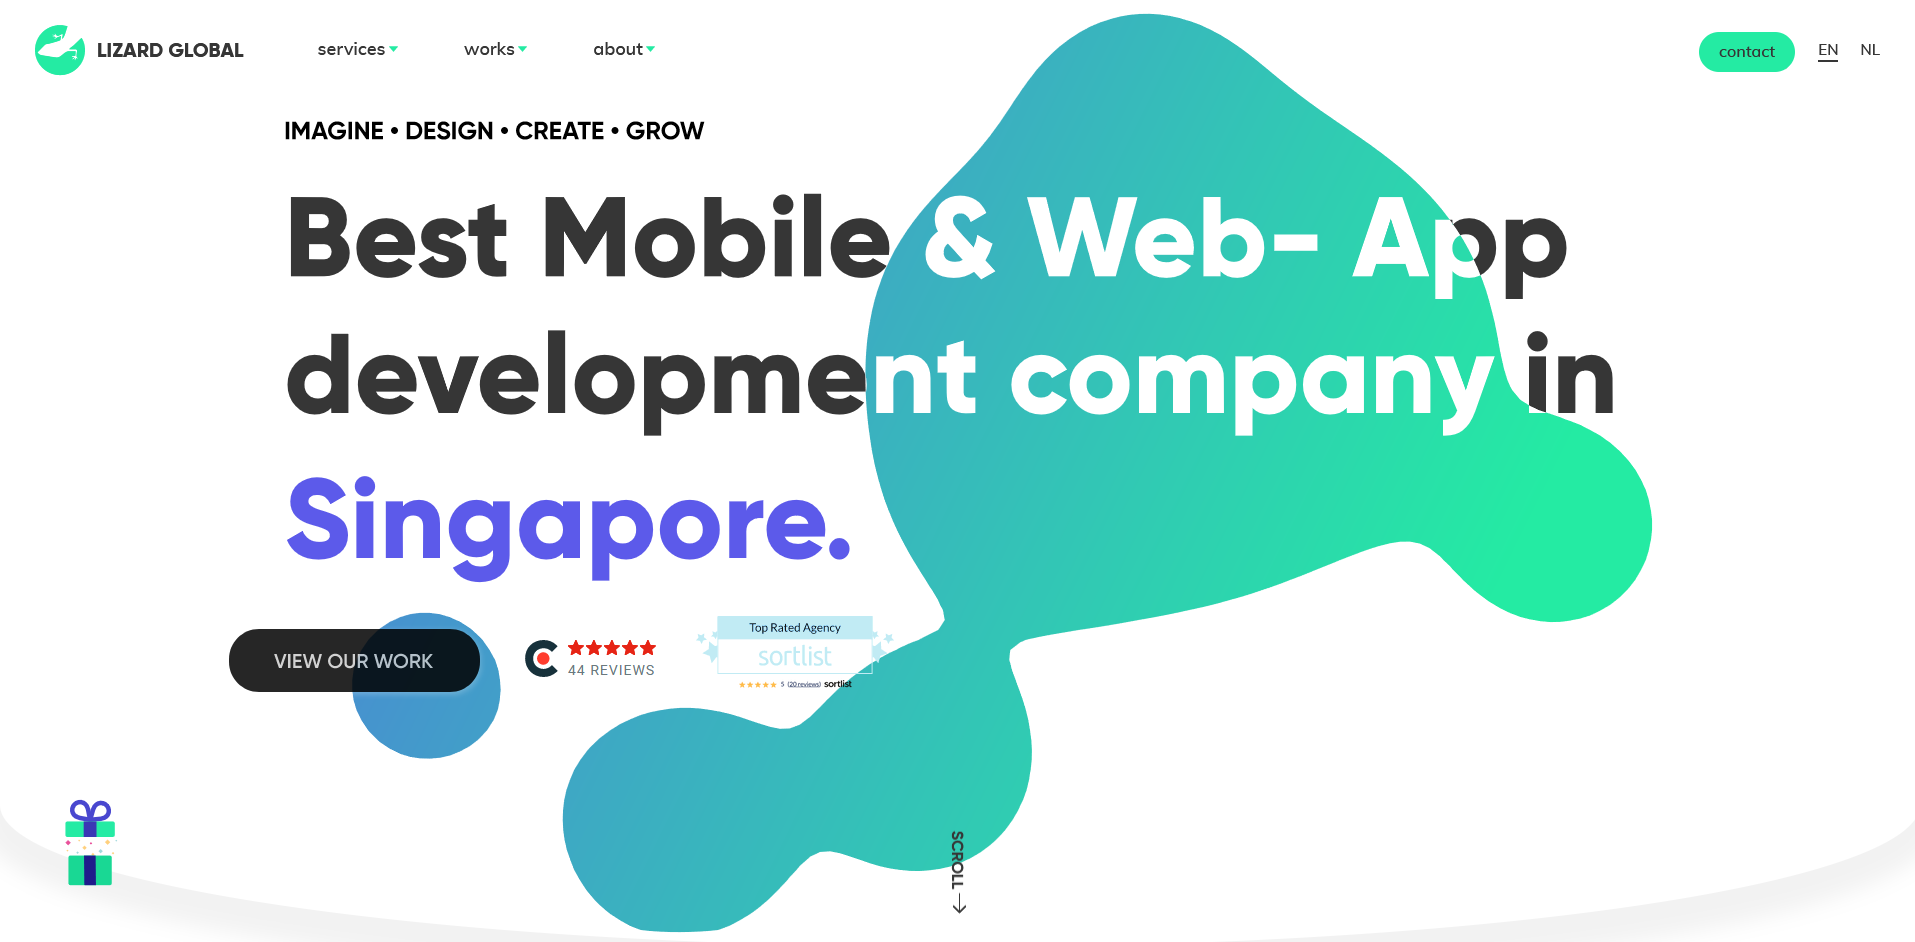 LIZARD GLOBAL
services
works
about
contact
EN
NL
IMAGINE • DESIGN • CREATE • GROW
Best Mobile & Web- App
development company in
Singapore.
VIEW OUR WORK
44 REVIEWS
Top Rated Agency
sortlist
5 (20 reviews) sortlist
SCROLL